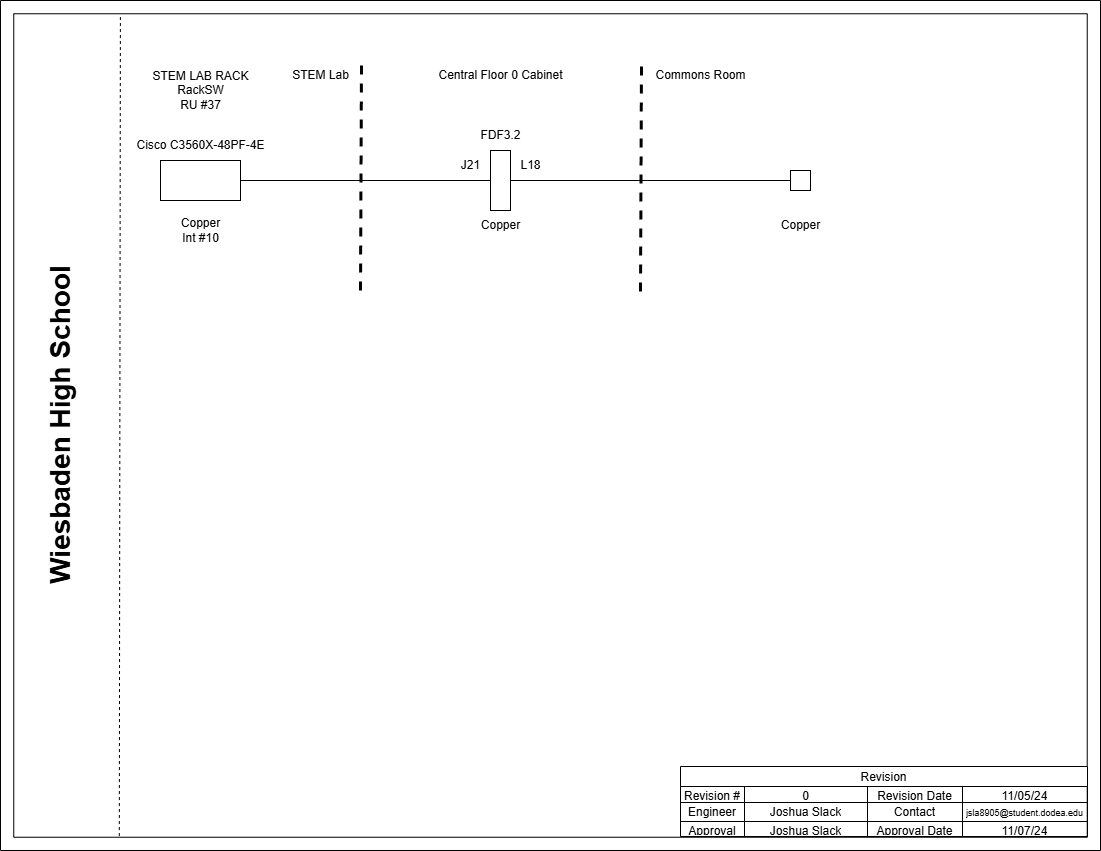 Wiesbaden High School
STEM LAB RACK
RackSW
RU #37
STEM Lab
Central Floor 0 Cabinet
Commons Room
Cisco C3560X-48PF-4E
FDF3.2
J21
L18
Copper
Int #10
Copper
Copper
Revision
Revision # 0 Revision Date 11/05/24
Engineer Joshua Slack Contact jsla8905@student.dodea.edu
Approval Joshua Slack Approval Date 11/07/24